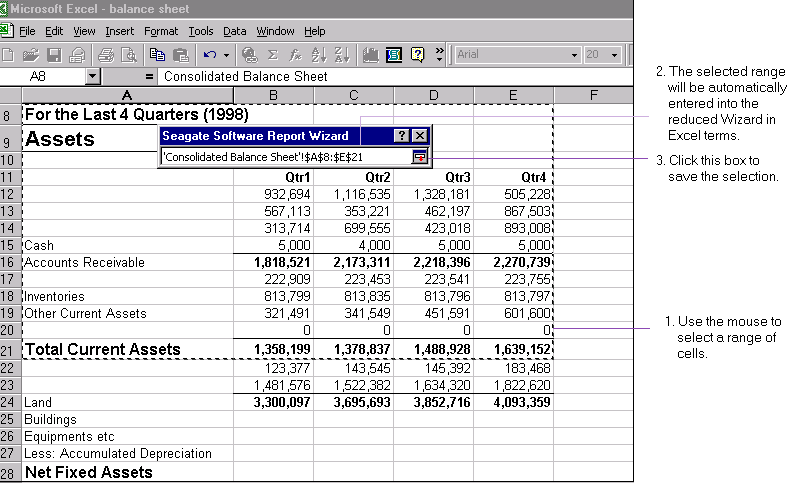 Microsoft Excel - balance sheet
File Edit View Insert Format Tools Data Window Help
Arial 20
A8 = Consolidated Balance Sheet
A B C D E F
8 For the Last 4 Quarters (1998)
9 Assets
Seagate Software Report Wizard
'Consolidated Balance Sheet'!$A$8:$E$21
10
11 Qtr1 Qtr2 Qtr3 Qtr4
12 932,694 1,116,535 1,328,181 505,228
13 567,113 353,221 462,197 867,503
14 313,714 699,555 423,018 893,008
15 Cash 5,000 4,000 5,000 5,000
16 Accounts Receivable 1,818,521 2,173,311 2,218,396 2,270,739
17 222,909 223,453 223,541 223,755
18 Inventories 813,799 813,835 813,796 813,797
19 Other Current Assets 321,491 341,549 451,591 601,600
20 0 0 0 0
21 Total Current Assets 1,358,199 1,378,837 1,488,928 1,639,152
22 123,377 143,545 145,392 183,468
23 1,481,576 1,522,382 1,634,320 1,822,620
24 Land 3,300,097 3,695,693 3,852,716 4,093,359
25 Buildings
26 Equipments etc
27 Less: Accumulated Depreciation
28 Net Fixed Assets
2. The selected range
will be automatically
entered into the
reduced Wizard in
Excel terms.
3. Click this box to
save the selection.
1. Use the mouse to
select a range of
cells.